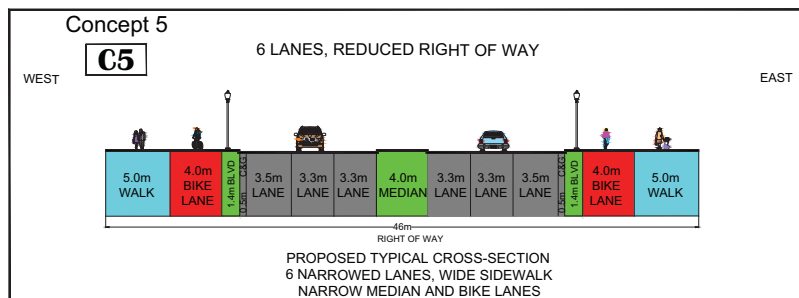 Concept 5
C5
6 LANES, REDUCED RIGHT OF WAY
WEST
EAST
5.0m
WALK
4.0m
BIKE
LANE
1.4m BLVD
0.5m C&G
3.5m
LANE
3.3m
LANE
3.3m
LANE
4.0m
MEDIAN
3.3m
LANE
3.3m
LANE
3.5m
LANE
0.5m C&G
1.4m BLVD
4.0m
BIKE
LANE
5.0m
WALK
46m
RIGHT OF WAY
PROPOSED TYPICAL CROSS-SECTION
6 NARROWED LANES, WIDE SIDEWALK
NARROW MEDIAN AND BIKE LANES